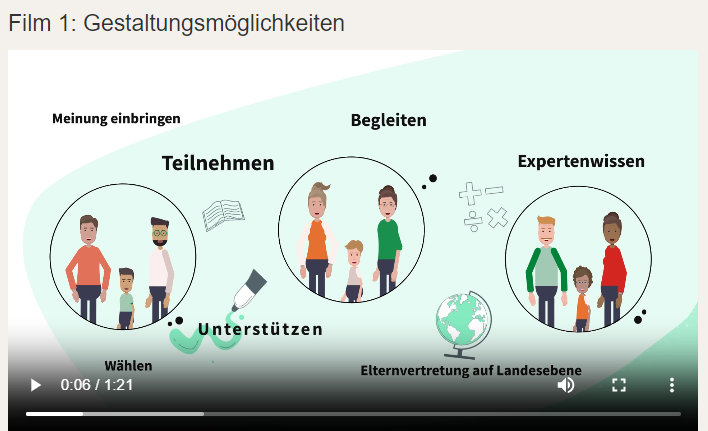 Film 1: Gestaltungsmöglichkeiten
Meinung einbringen
Begleiten
Teilnehmen
Expertenwissen
Unterstützen
Wählen
Elternvertretung auf Landesebene
0:06 / 1:21